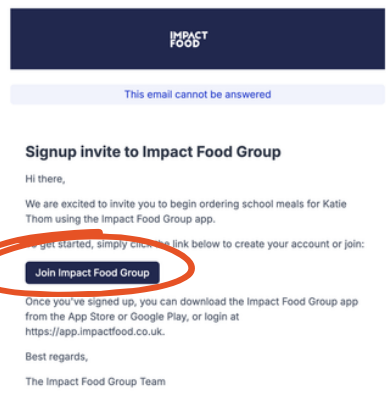 IMPACT
FOOD
This email cannot be answered
Signup invite to Impact Food Group
Hi there,
We are excited to invite you to begin ordering school meals for Katie
Thom using the Impact Food Group app.
get started, simply click the link below to create your account or join:
Join Impact Food Group
Once you've signed up, you can download the Impact Food Group app
from the App Store or Google Play, or login at
https://app.impactfood.co.uk.
Best regards,
The Impact Food Group Team